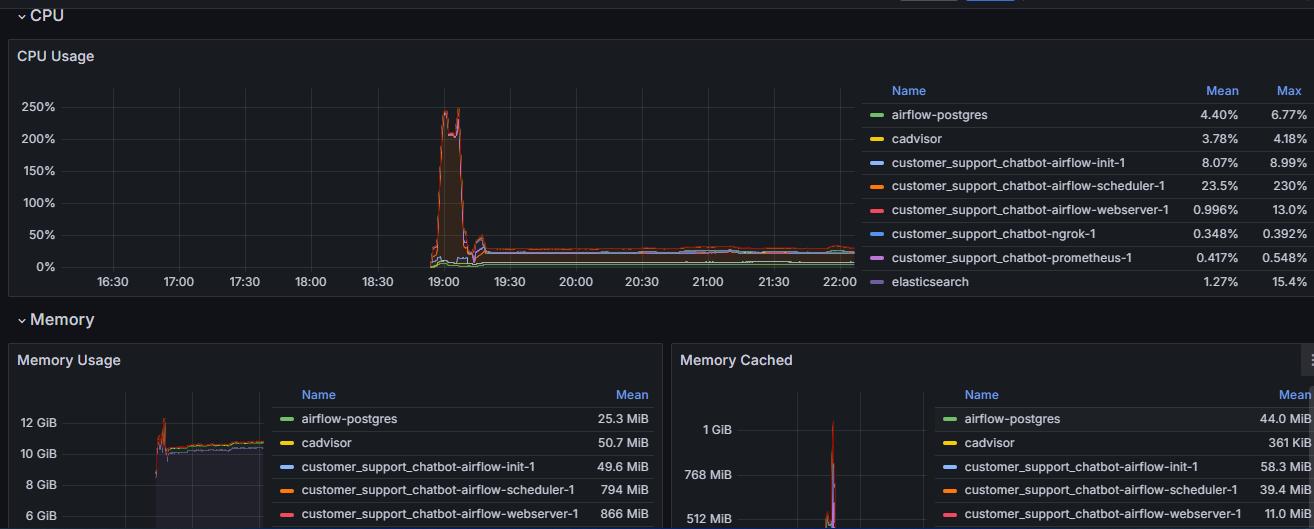 CPU
CPU Usage
Name Mean Max
250%
200%
150%
100%
50%
0%
16:30 17:00 17:30 18:00 18:30 19:00 19:30 20:00 20:30 21:00 21:30 22:00
airflow-postgres 4.40% 6.77%
cadvisor 3.78% 4.18%
customer_support_chatbot-airflow-init-1 8.07% 8.99%
customer_support_chatbot-airflow-scheduler-1 23.5% 230%
customer_support_chatbot-airflow-webserver-1 0.996% 13.0%
customer_support_chatbot-ngrok-1 0.348% 0.392%
customer_support_chatbot-prometheus-1 0.417% 0.548%
elasticsearch 1.27% 15.4%
Memory
Memory Usage
12 GiB
10 GiB
8 GiB
6 GiB
Name Mean
airflow-postgres 25.3 MiB
cadvisor 50.7 MiB
customer_support_chatbot-airflow-init-1 49.6 MiB
customer_support_chatbot-airflow-scheduler-1 794 MiB
customer_support_chatbot-airflow-webserver-1 866 MiB
Memory Cached
1 GiB
768 MiB
512 MiB
Name Mean
airflow-postgres 44.0 MiB
cadvisor 361 KiB
customer_support_chatbot-airflow-init-1 58.3 MiB
customer_support_chatbot-airflow-scheduler-1 39.4 MiB
customer_support_chatbot-airflow-webserver-1 11.0 MiB